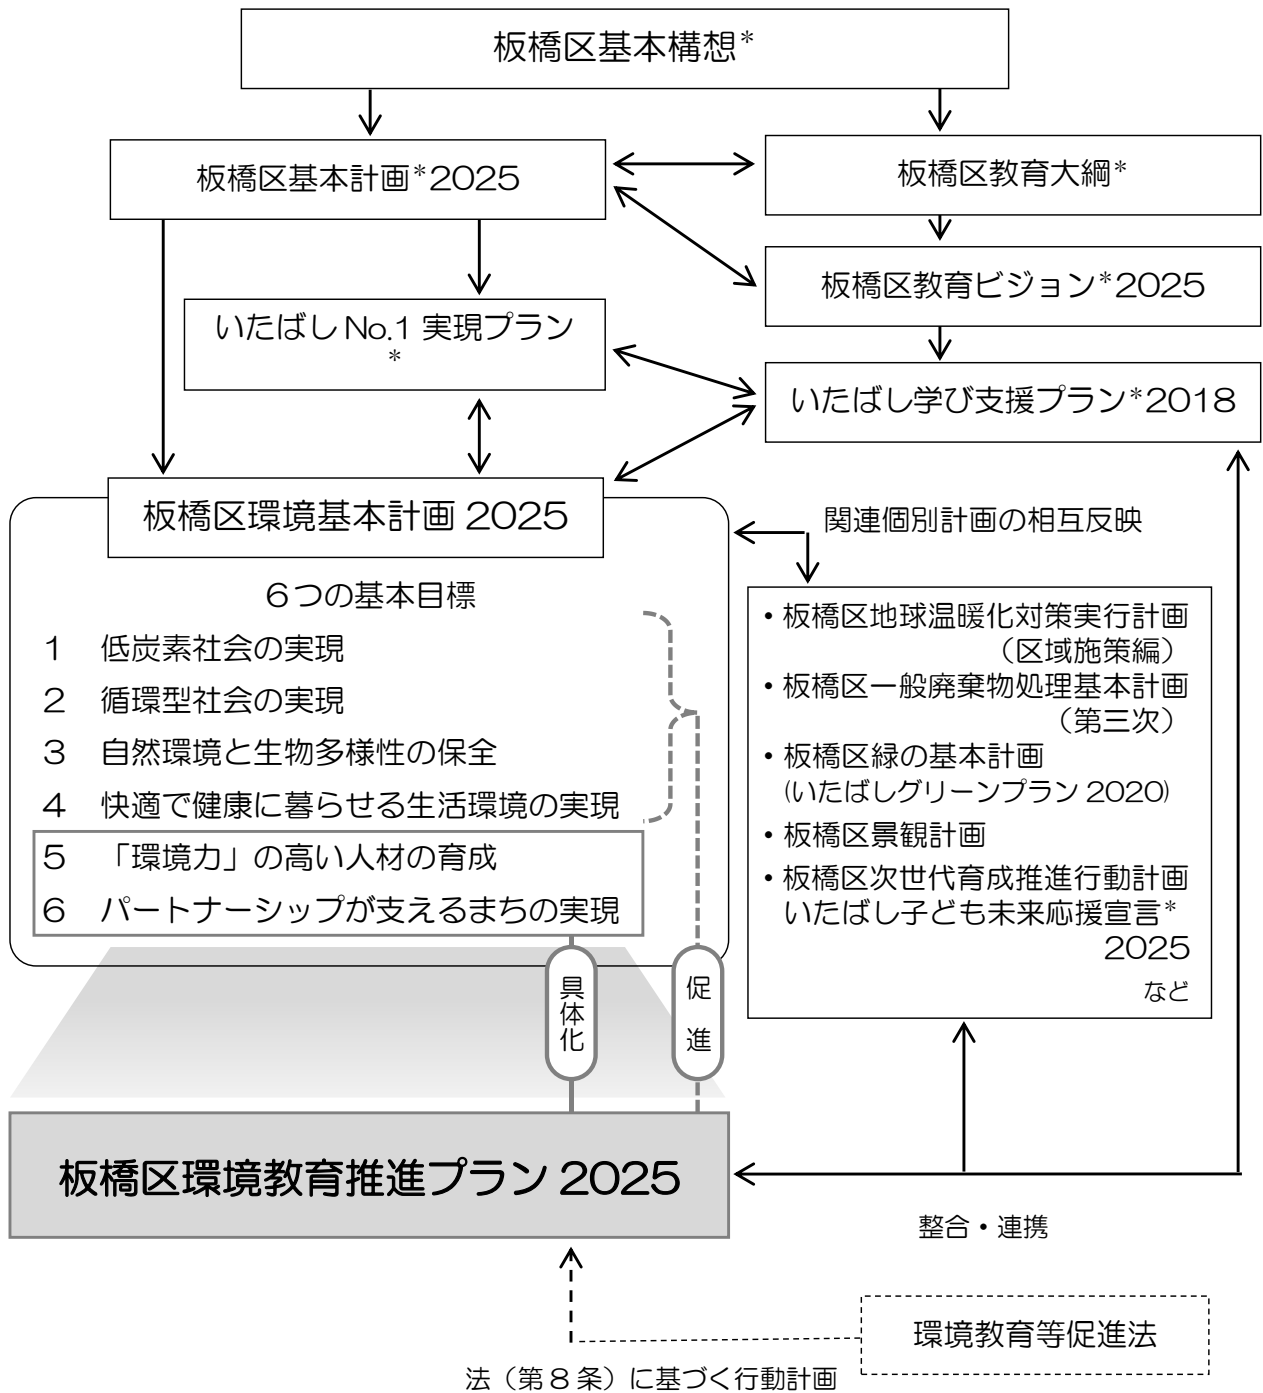 板橋区基本構想*
板橋区基本計画*2025
板橋区教育大綱*
板橋区教育ビジョン*2025
いたばし No.1 実現プラン
*
いたばし学び支援プラン*2018
板橋区環境基本計画 2025
関連個別計画の相互反映
6つの基本目標
1 低炭素社会の実現
2 循環型社会の実現
3 自然環境と生物多様性の保全
4 快適で健康に暮らせる生活環境の実現
5 「環境力」の高い人材の育成
6 パートナーシップが支えるまちの実現
・板橋区地球温暖化対策実行計画
(区域施策編)
・板橋区一般廃棄物処理基本計画
(第三次)
・板橋区緑の基本計画
(いたばしグリーンプラン 2020)
・板橋区景観計画
・板橋区次世代育成推進行動計画
いたばし子ども未来応援宣言*
2025
など
具体化
促進
板橋区環境教育推進プラン 2025
整合・連携
環境教育等促進法
法(第8条)に基づく行動計画